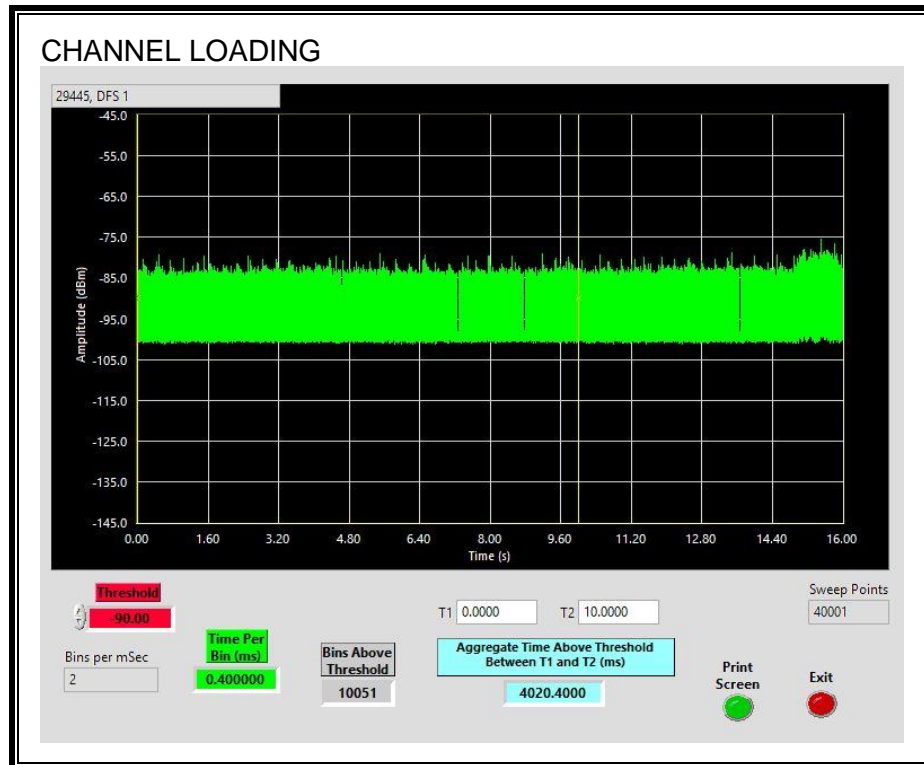 CHANNEL LOADING
29445, DFS 1
-45.0
-55.0
-65.0
-75.0
-85.0
-95.0
-105.0
-115.0
-125.0
-135.0
-145.0
Amplitude (dBm)
0.00 1.60 3.20 4.80 6.40 8.00 9.60 11.20 12.80 14.40 16.00
Time (s)
Threshold
-90.00
Bins per mSec
2
Time Per
Bin (ms)
0.400000
Bins Above
Threshold
10051
T1 0.0000 T2 10.0000
Aggregate Time Above Threshold
Between T1 and T2 (ms)
4020.4000
Sweep Points
40001
Print
Screen
Exit